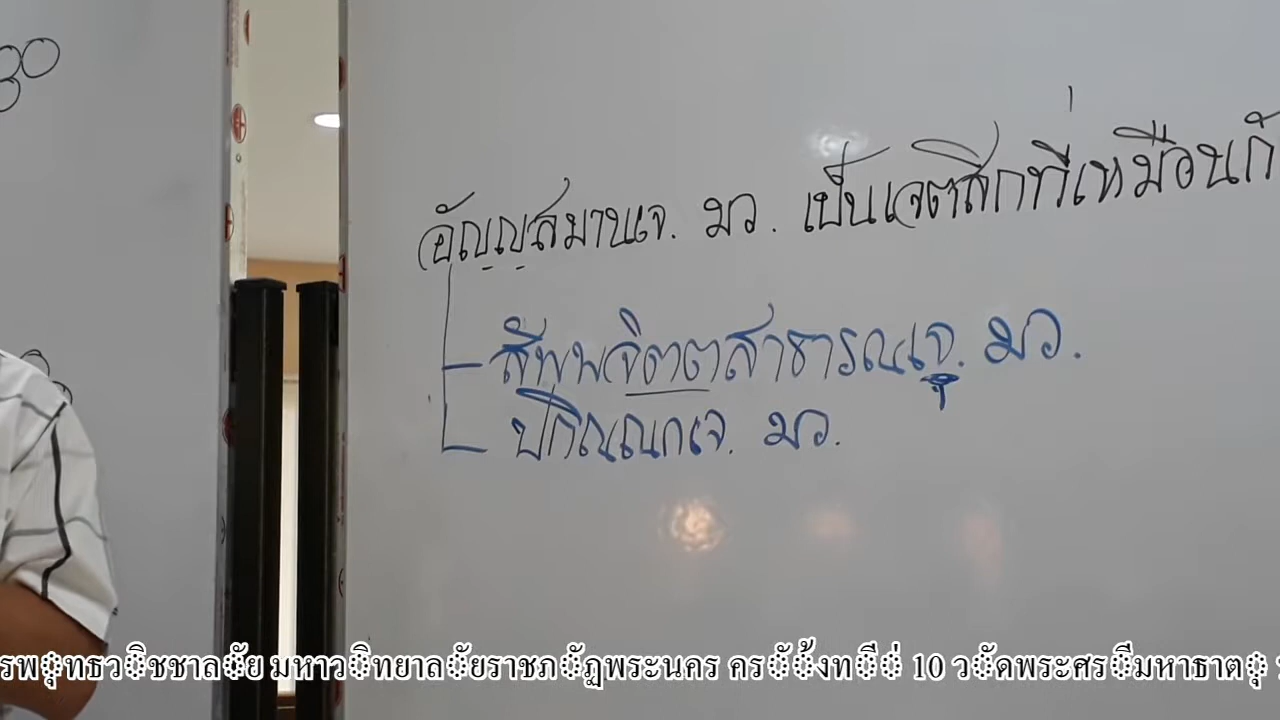 อัญญสมานเจ. มว. เป็นเจตสิกที่เหมือนกั
สัพพจิตตสาธารณเจ. มว.
ปกิณณกเจ. มว.
รพุทธวิชชาลัย มหาวิทยาลัยราชภัฏพระนคร ครั้งที่ 10 วัดพระศรีมหาธาตุ